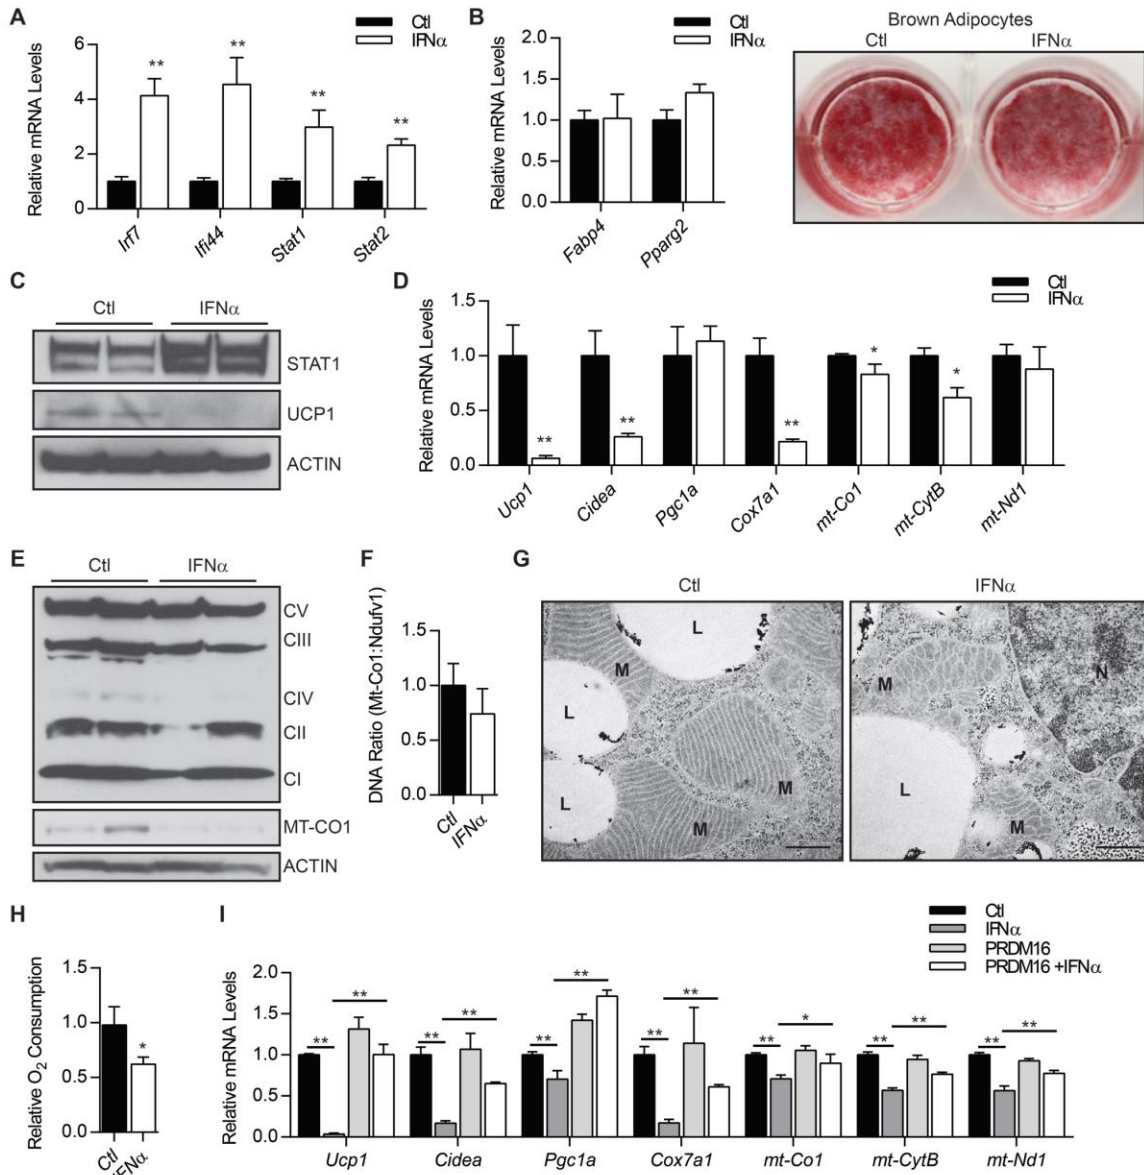 A
Ctl
IFNα
Relative mRNA Levels
8
6
4
2
0
**
**
**
**
Irf7
Ifi44
Stat1
Stat2
B
Ctl
IFNα
Relative mRNA Levels
2.0
1.5
1.0
0.5
0.0
Fabp4
Pparg2
Brown Adipocytes
Ctl
IFNα
C
Ctl
IFNα
STAT1
UCP1
ACTIN
D
Ctl
IFNα
Relative mRNA Levels
1.5
1.0
0.5
0.0
**
**
**
*
*
Ucp1
Cidea
Pgc1a
Cox7a1
mt-Co1
mt-CytB
mt-Nd1
E
Ctl
IFNα
CV
CIII
CIV
CII
CI
MT-CO1
ACTIN
F
DNA Ratio (Mt-Co1:Ndufv1)
1.5
1.0
0.5
0.0
Ctl
IFNα
G
Ctl
IFNα
L
M
L
M
L
M
M
N
L
M
H
Relative O2 Consumption
1.5
1.0
0.5
0.0
*
Ctl
IFNα
I
Ctl
IFNα
PRDM16
PRDM16 +IFNα
Relative mRNA Levels
2.0
1.5
1.0
0.5
0.0
**
**
**
**
**
**
**
**
**
*
**
**
**
**
Ucp1
Cidea
Pgc1a
Cox7a1
mt-Co1
mt-CytB
mt-Nd1